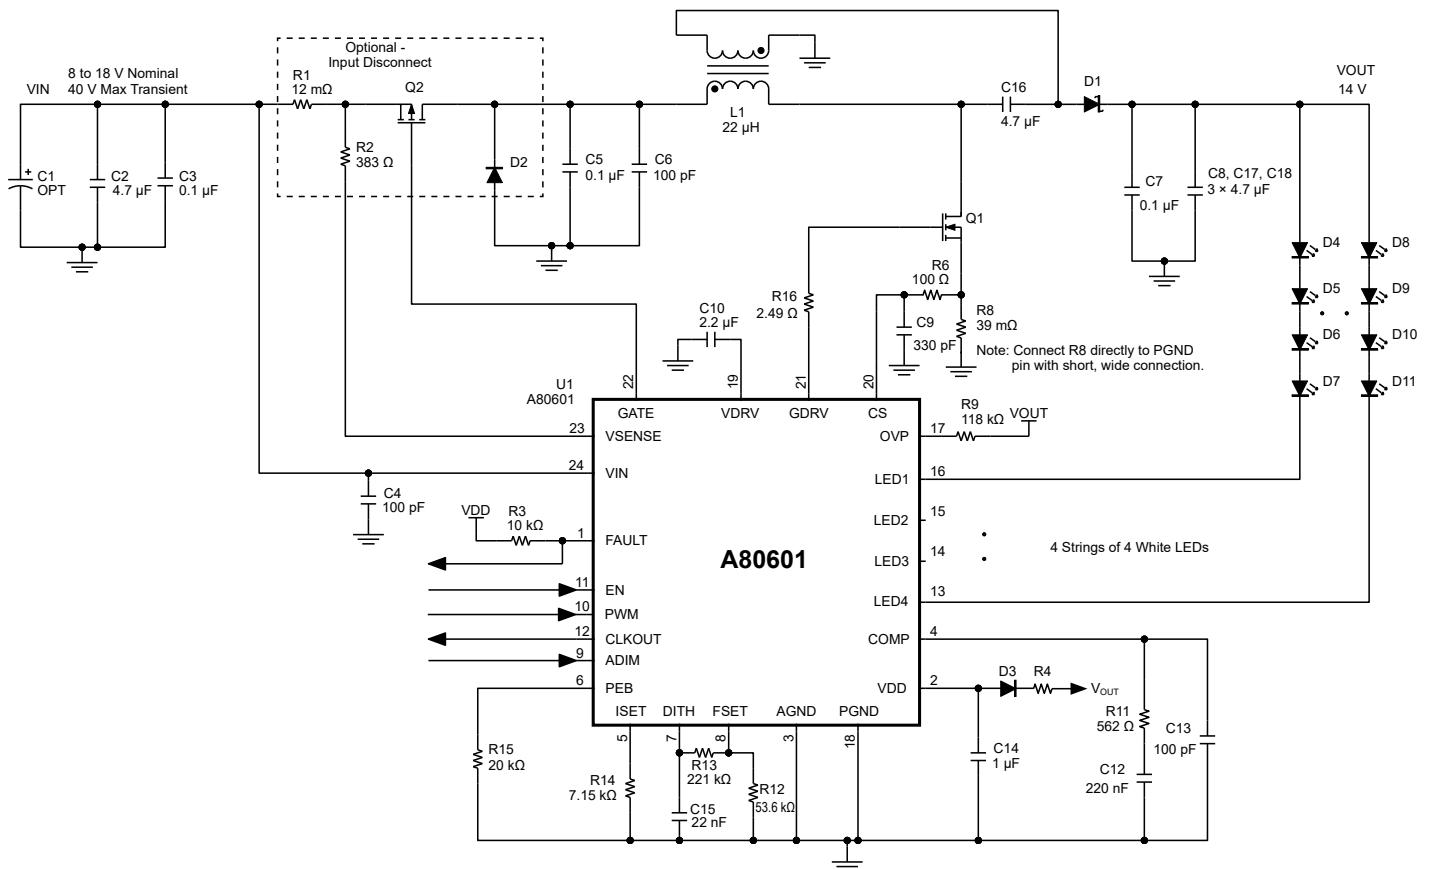 Optional -
Input Disconnect
8 to 18 V Nominal
40 V Max Transient
VIN
R1
12 mΩ
Q2
R2
383 Ω
D2
C1
OPT
+
C2
4.7 µF
C3
0.1 µF
C5
0.1 µF
C6
100 pF
L1
22 µH
C16
4.7 µF
D1
VOUT
14 V
C7
0.1 µF
C8, C17, C18
3 × 4.7 µF
Q1
R6
100 Ω
R16
2.49 Ω
C10
2.2 µF
C9
330 pF
R8
39 mΩ
Note: Connect R8 directly to PGND
pin with short, wide connection.
D4
D8
D5
D9
D6
D10
D7
D11
U1
A80601
22
19
21
20
GATE
VDRV
GDRV
CS
R9
118 kΩ
VOUT
23
VSENSE
OVP
17
24
VIN
LED1
16
C4
100 pF
VDD
R3
10 kΩ
1
FAULT
LED2
15
A80601
LED3
14
4 Strings of 4 White LEDs
11
EN
LED4
13
10
PWM
12
CLKOUT
COMP
4
9
ADIM
6
PEB
VDD
2
D3
R4
VOUT
ISET
DITH
FSET
AGND
PGND
5
7
8
3
18
R11
562 Ω
C13
100 pF
C12
220 nF
C14
1 µF
R15
20 kΩ
R14
7.15 kΩ
R13
221 kΩ
R12
53.6 kΩ
C15
22 nF